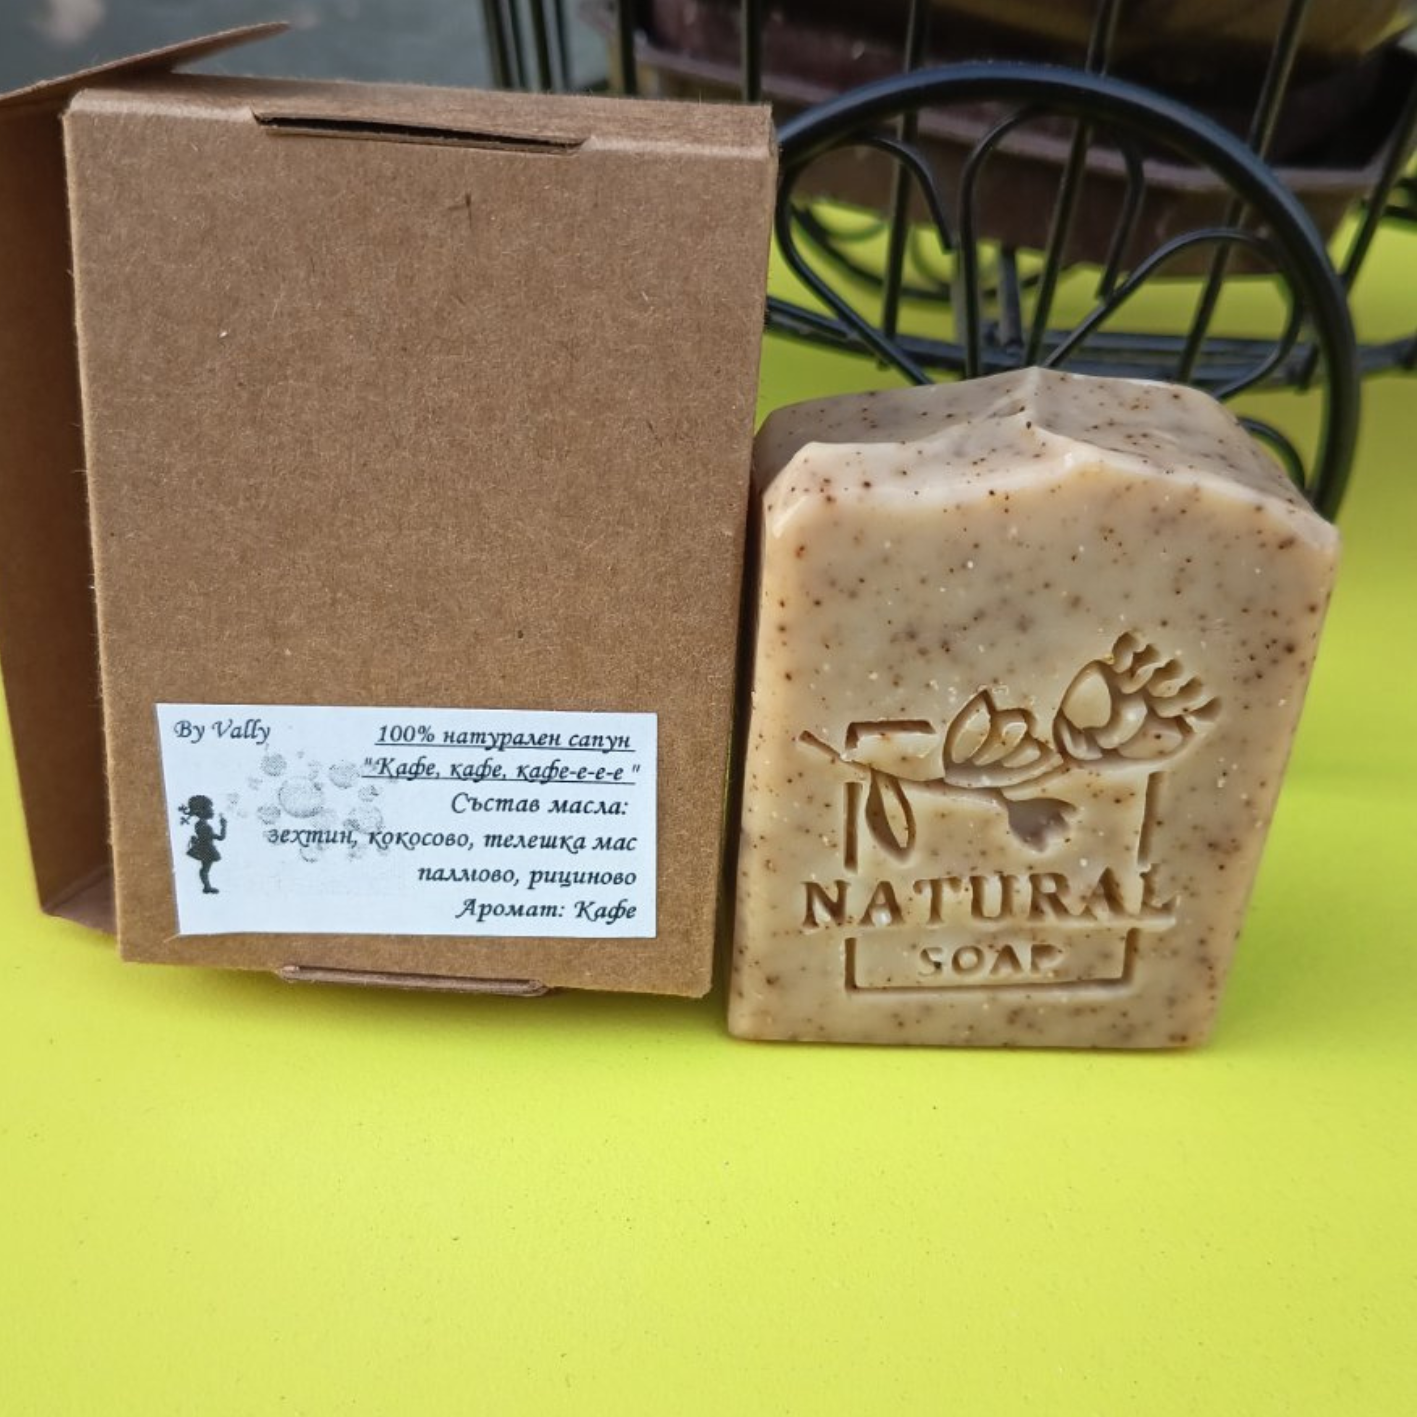 By Vally
100% натурален сапун
"Кафе, кафе, кафе-е-е-е "
Състав масла:
зехтин, кокосово, телешка мас
палмово, рициново
Аромат: Кафе
NATURAL
SOAP